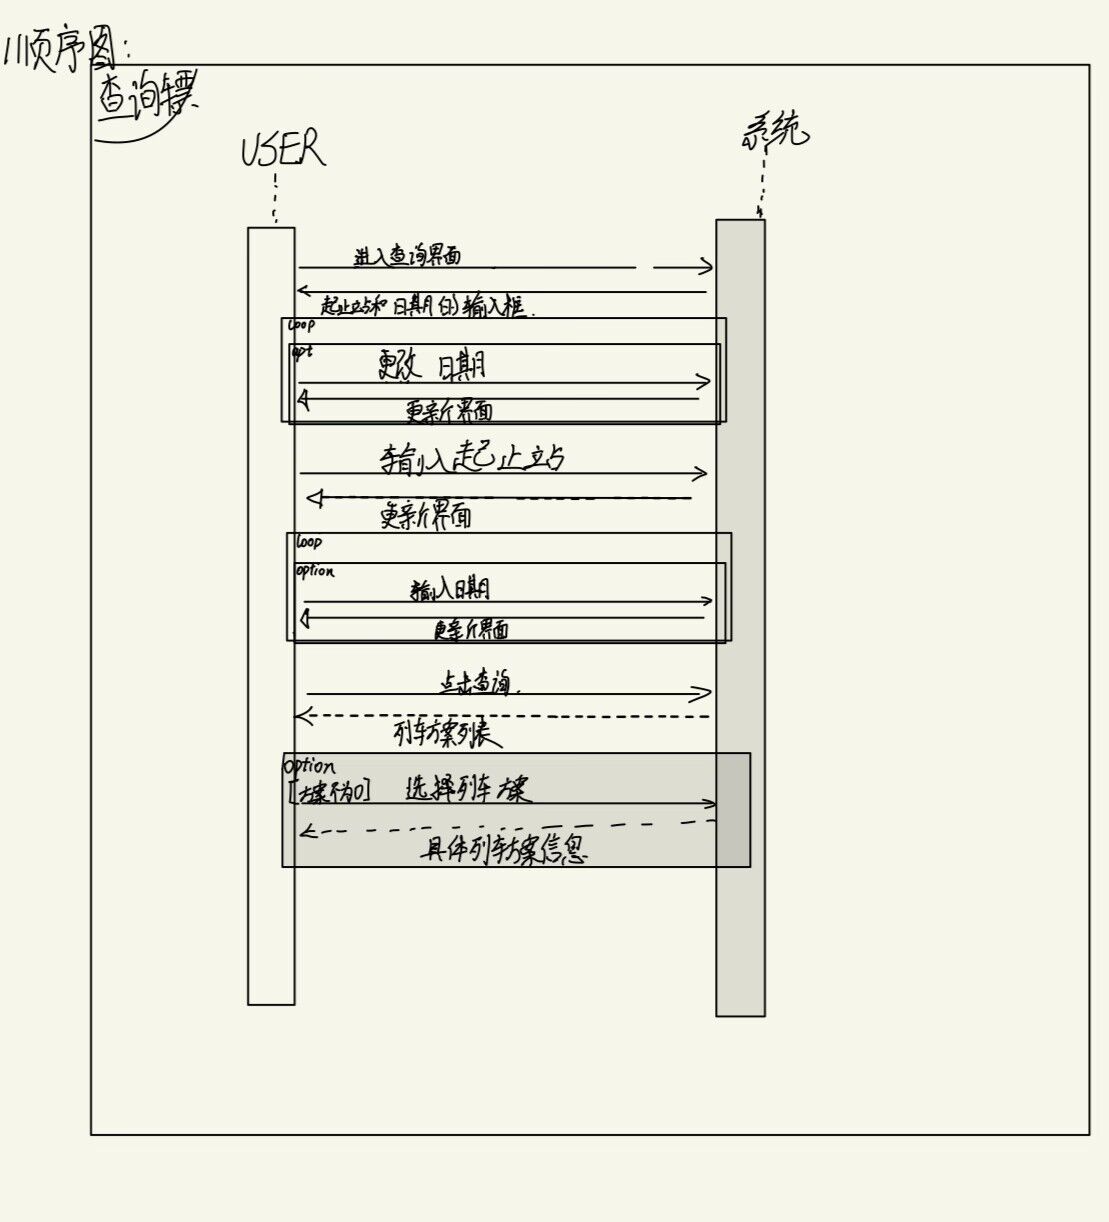 顺序图:
查询车票
USER
系统
进入查询界面
起止站和日期的输入框.
loop
opt
更改 日期
更新界面
输入起止站
更新界面
loop
option
输入日期
更新界面
点击查询.
列车方案列表
option
[方案不为0] 选择列车方案
具体列车方案信息